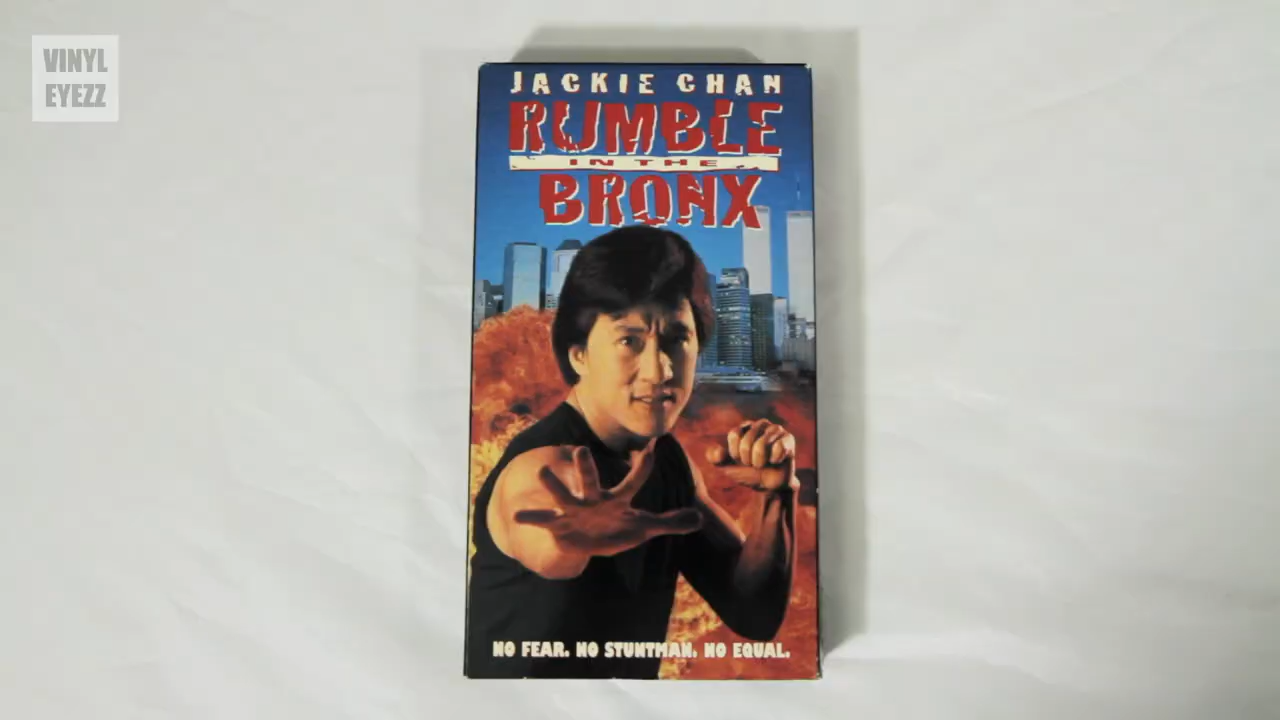 VINYL
EYEZZ
JACKIE CHAN
RUMBLE
IN THE
BRONX
NO FEAR. NO STUNTMAN. NO EQUAL.